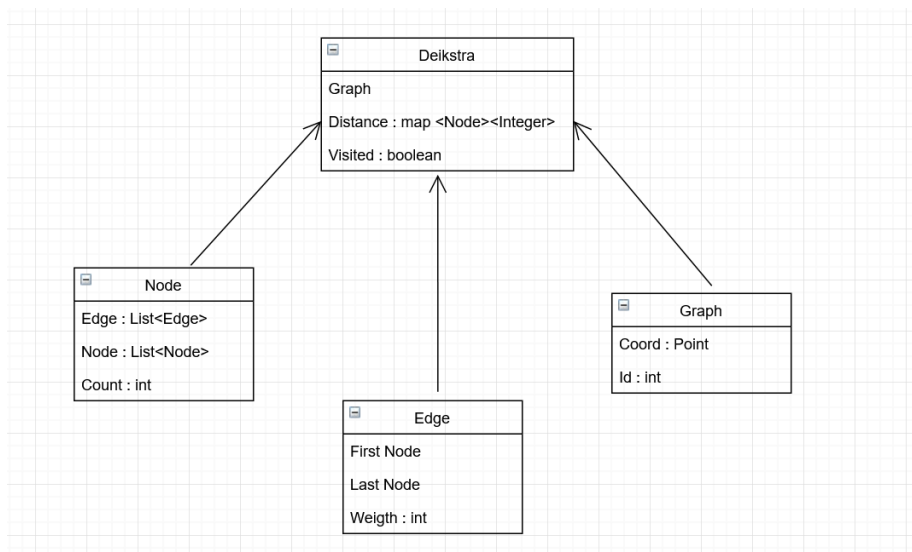 Deikstra
Graph
Distance : map <Node><Integer>
Visited : boolean
Node
Edge : List<Edge>
Node : List<Node>
Count : int
Graph
Coord : Point
Id : int
Edge
First Node
Last Node
Weigth : int